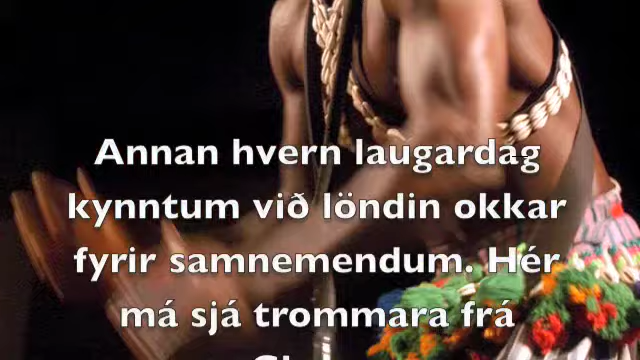 Annan hvern laugardag
kynntum við löndin okkar
fyrir samnemendum. Hér
má sjá trommara frá